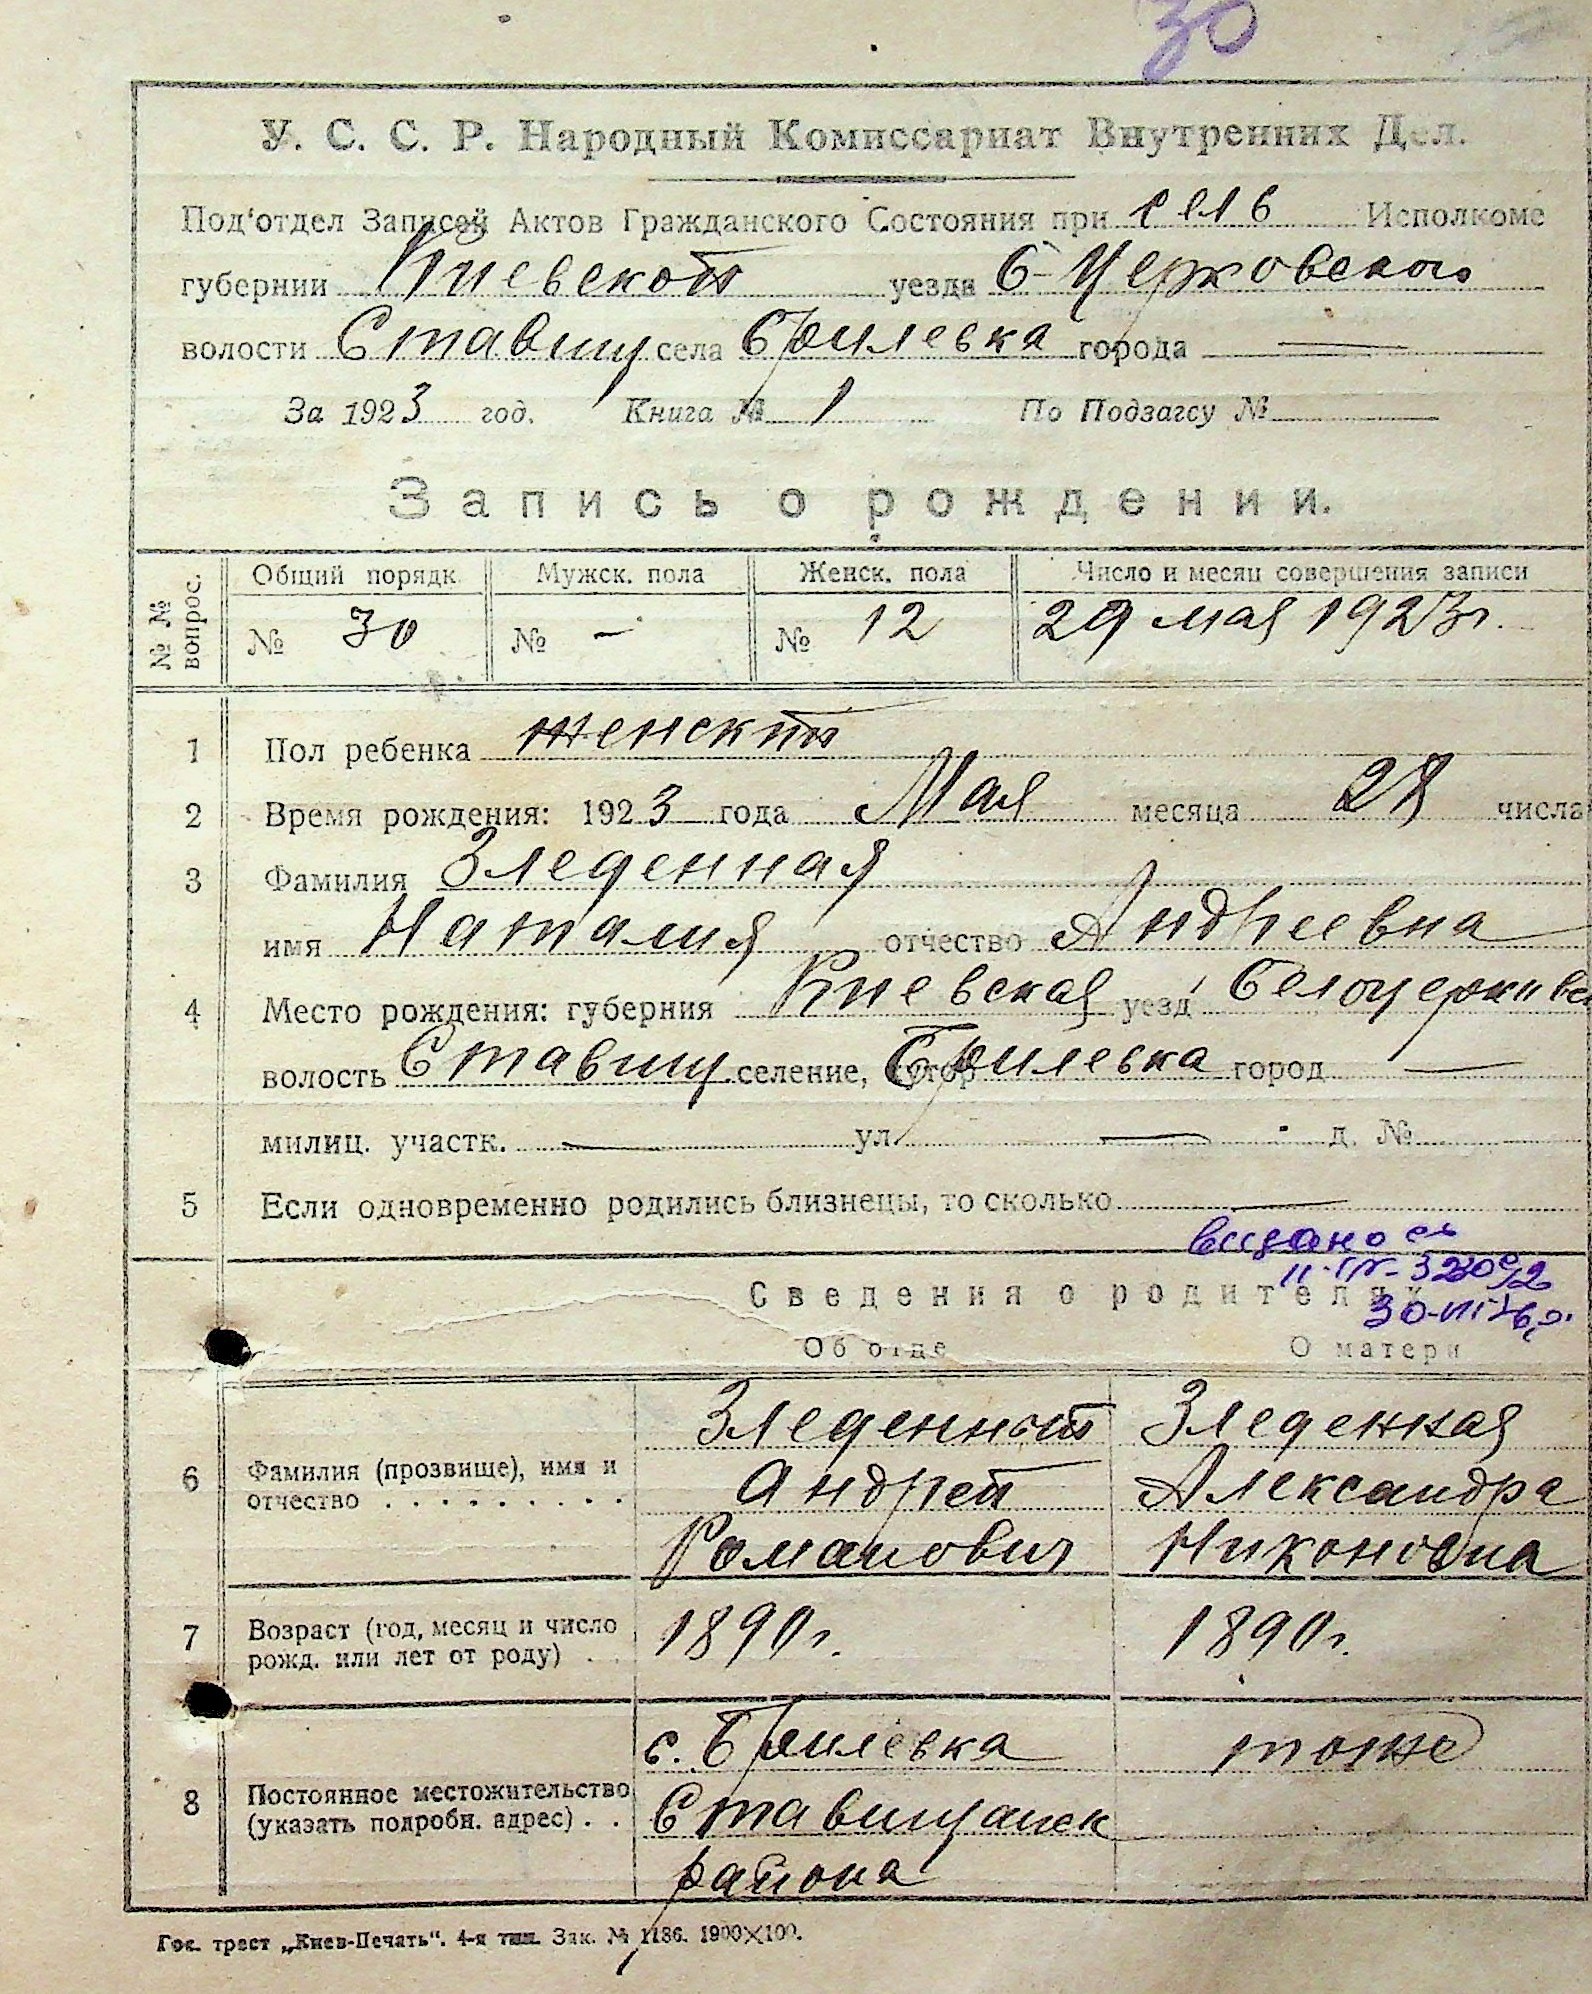 30
У. С. С. Р. Народный Комиссариат Внутренних Дел.
Под'отдел Записей Актов Гражданского Состояния при сель Исполкоме
губернии Киевской уезда Б-Церковского
волости Ставищ села Брилевка города —
За 1923 год. Книга № 1 По Подзагсу №
Запись о рождении.
№ № вопрос. Общий порядк. Мужск. пола Женск. пола Число и месяц совершения записи
№ 30 № — № 12 29 мая 1923 г.
1 Пол ребенка женский
2 Время рождения: 1923 года Мая месяца 28 числа
3 Фамилия Зледенная
имя Наталия отчество Андреевна
4 Место рождения: губерния Киевская уезд Белоцеркивск
волость Ставищ селение, хутор Брилевка город —
милиц. участк. — ул. — д. №
5 Если одновременно родились близнецы, то сколько —
видано
Сведения о родителях
Об отце О матери
Зледенный Зледенная
6 Фамилия (прозвище), имя и отчество . . . . . . . . . Андрей Александра
Романович Никоновна
7 Возраст (год, месяц и число рожд. или лет от роду) . . 1890 г. 1890 г.
с. Брилевка тоже
8 Постоянное местожительство (указать подробн. адрес) . . Ставищанск
района
Гос. трест „Киев-Печать“. 4-я тип. Зак. № 1186. 1900×100.